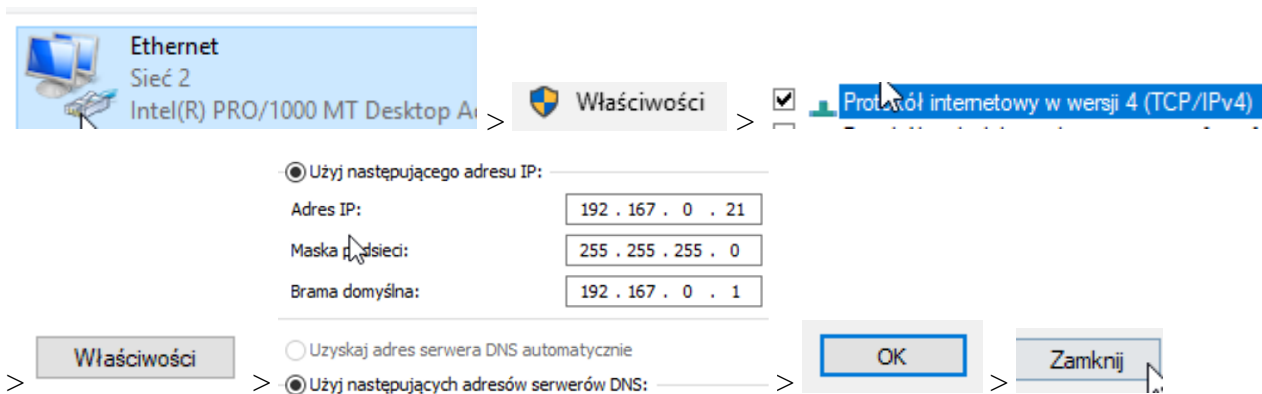 Ethernet
Sieć 2
Intel(R) PRO/1000 MT Desktop
> Właściwości > Protokół internetowy w wersji 4 (TCP/IPv4)
Użyj następującego adresu IP:
Adres IP: 192 . 167 . 0 . 21
Maska podsieci: 255 . 255 . 255 . 0
Brama domyślna: 192 . 167 . 0 . 1
> Właściwości >
Uzyskaj adres serwera DNS automatycznie
Użyj następujących adresów serwerów DNS:
> OK > Zamknij